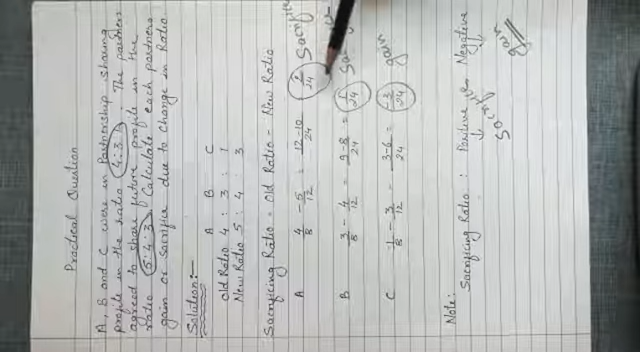 Practical Question
A, B and C were in Partnership sharing
profits in the ratio 4:3:1. The partners
agreed to share future profits in the
ratio 5:4:3. Calculate each partners
gain or sacrifice due to change in Ratio.
Solution:-
A B C
Old Ratio 4 : 3 : 1
New Ratio 5 : 4 : 3
Sacrificing Ratio = Old Ratio - New Ratio
A 4/8 - 5/12 = 12-10/24 = 2/24 Sacrifice
B 3/8 - 4/12 = 9-8/24 = 1/24
C 1/8 - 3/12 = 3-6/24 = -3/24 gain
Note:
Sacrificing Ratio : Positive, Negative
Sacrifice gain